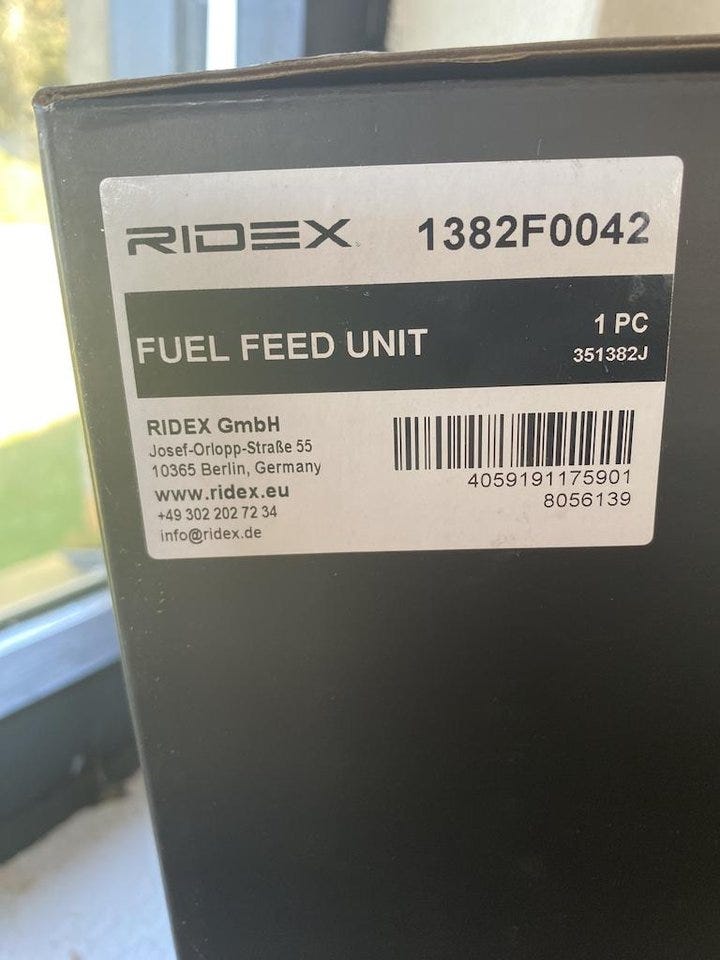 RIDEX 1382F0042
FUEL FEED UNIT
1 PC
351382J
RIDEX GmbH
Josef-Orlopp-Straße 55
10365 Berlin, Germany
www.ridex.eu
+49 302 202 72 34
info@ridex.de
4059191175901
8056139